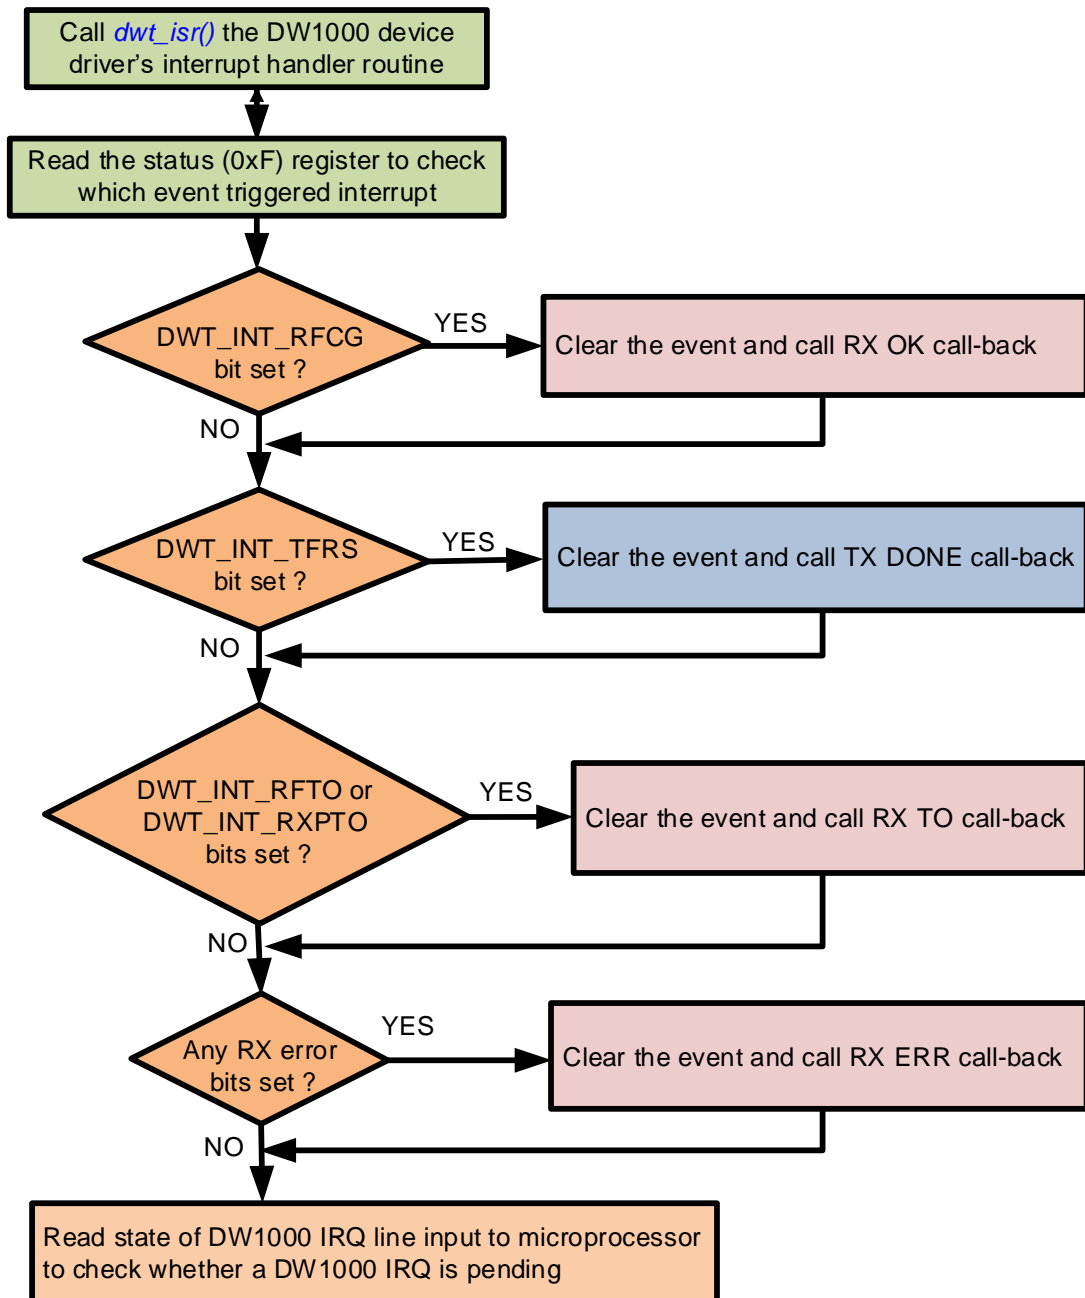 Call dwt_isr() the DW1000 device
driver's interrupt handler routine
Read the status (0xF) register to check
which event triggered interrupt
DWT_INT_RFCG
bit set ?
YES
Clear the event and call RX OK call-back
NO
DWT_INT_TFRS
bit set ?
YES
Clear the event and call TX DONE call-back
NO
DWT_INT_RFTO or
DWT_INT_RXPTO
bits set ?
YES
Clear the event and call RX TO call-back
NO
Any RX error
bits set ?
YES
Clear the event and call RX ERR call-back
NO
Read state of DW1000 IRQ line input to microprocessor
to check whether a DW1000 IRQ is pending